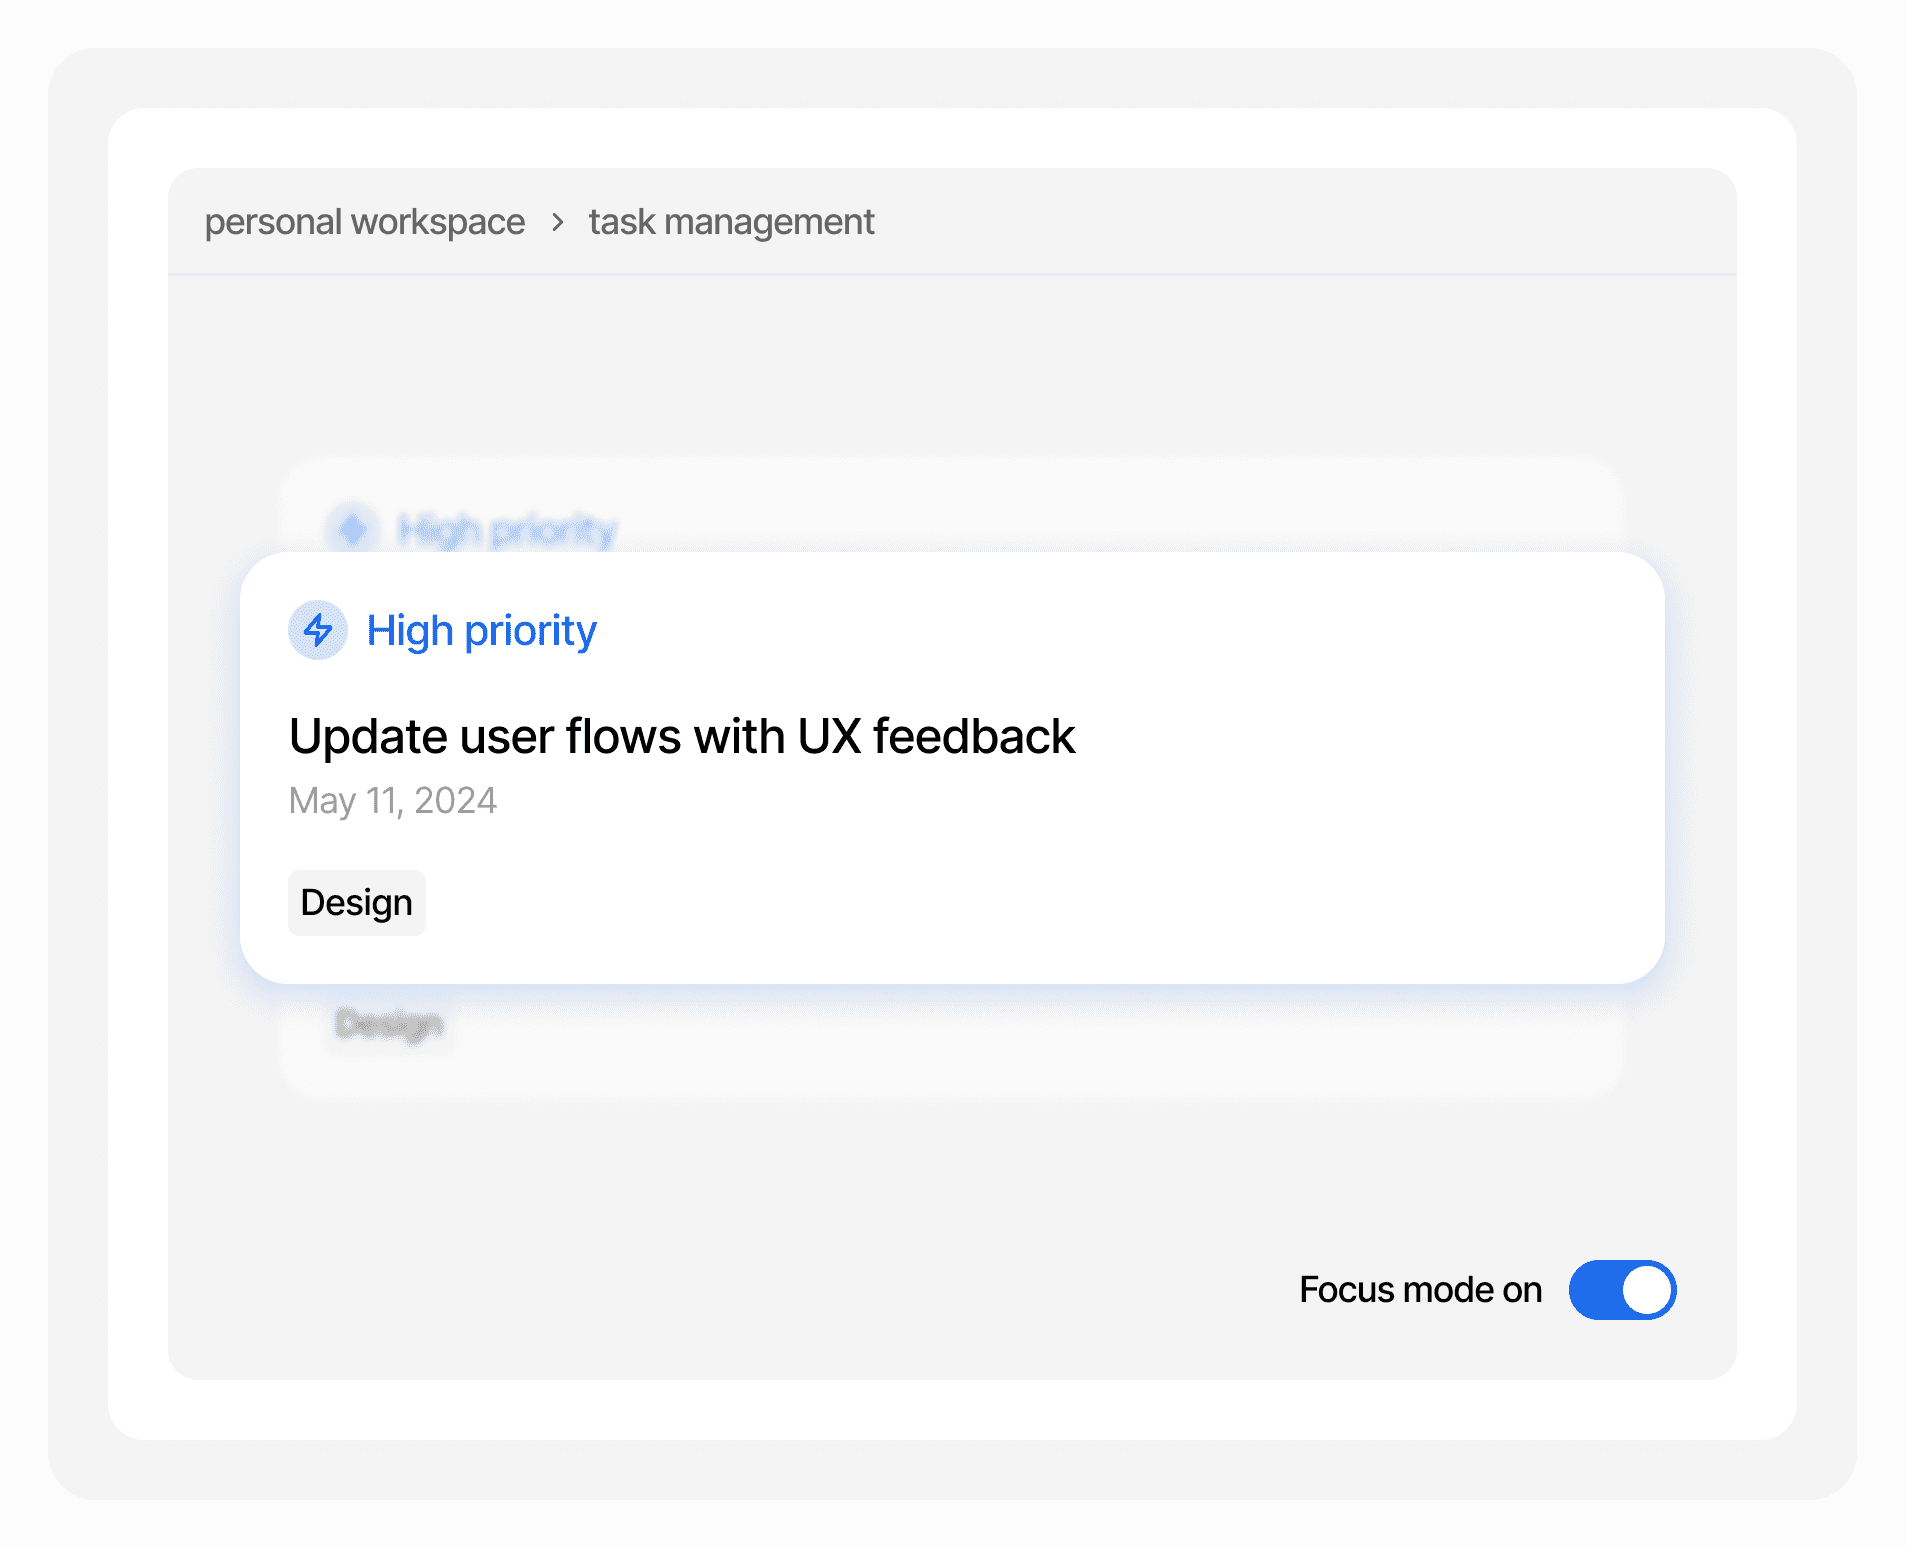 personal workspace > task management
High priority
High priority
Update user flows with UX feedback
May 11, 2024
Design
Design
Focus mode on